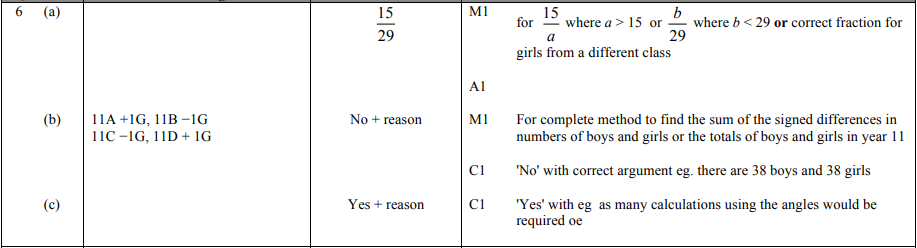 6 (a) 15/29 M1 for 15/a where a > 15 or b/29 where b < 29 or correct fraction for
girls from a different class
A1
(b) 11A +1G, 11B −1G No + reason M1 For complete method to find the sum of the signed differences in
11C −1G, 11D + 1G numbers of boys and girls or the totals of boys and girls in year 11
C1 'No' with correct argument eg. there are 38 boys and 38 girls
(c) Yes + reason C1 'Yes' with eg as many calculations using the angles would be
required oe